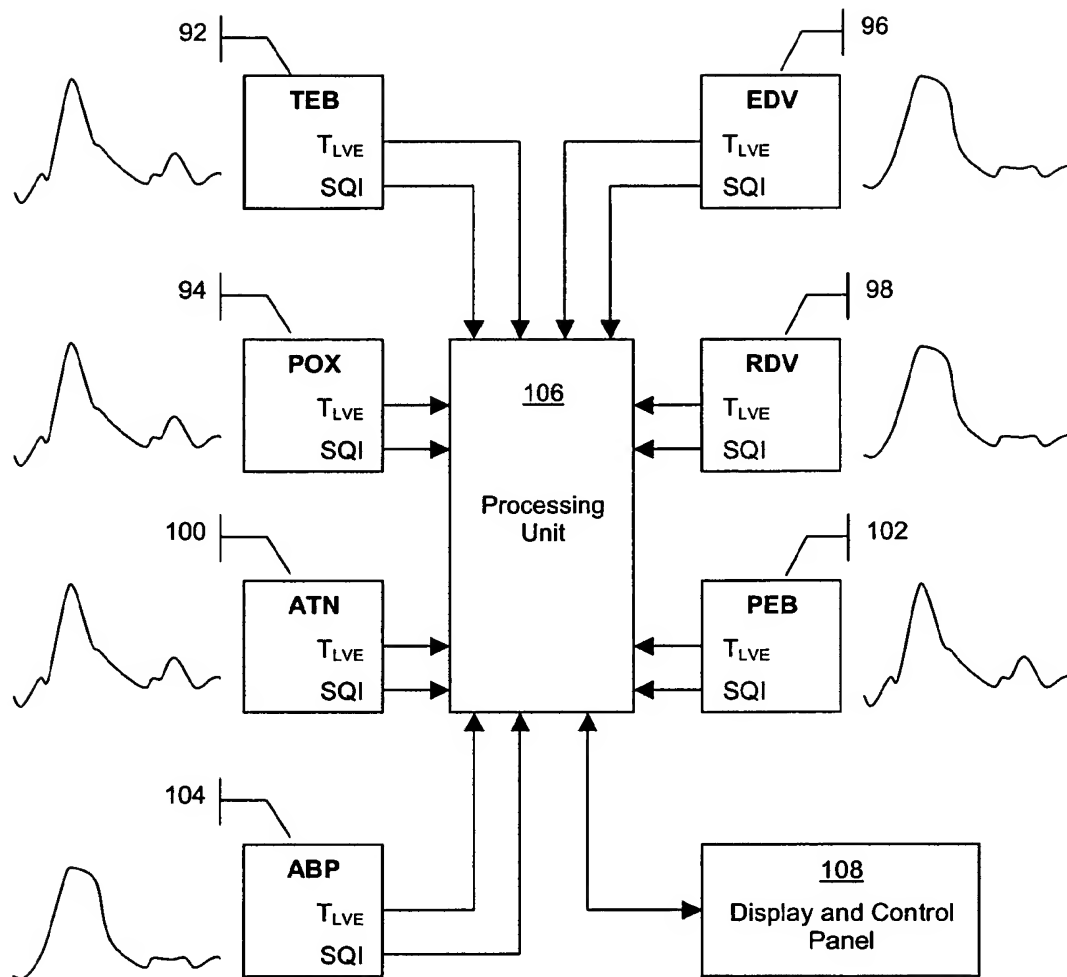 92
96
TEB
T_LVE
SQI
EDV
T_LVE
SQI
94
98
POX
T_LVE
SQI
106
Processing
Unit
RDV
T_LVE
SQI
100
102
ATN
T_LVE
SQI
PEB
T_LVE
SQI
104
ABP
T_LVE
SQI
108
Display and Control
Panel